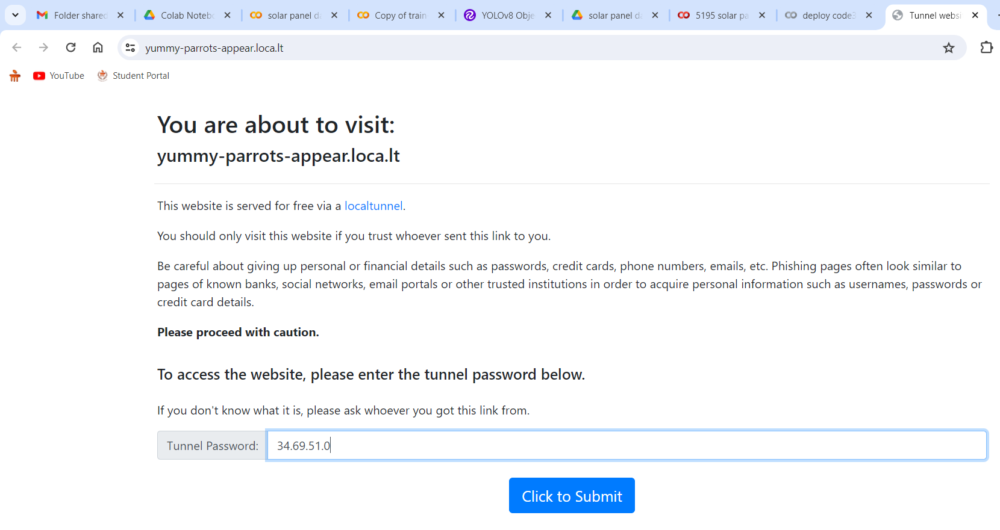 Folder shared
Colab Notebo
solar panel da
Copy of train-
YOLOv8 Obje
solar panel da
5195 solar pa
deploy code3
Tunnel websi
yummy-parrots-appear.loca.lt
YouTube
Student Portal
You are about to visit:
yummy-parrots-appear.loca.lt
This website is served for free via a localtunnel.
You should only visit this website if you trust whoever sent this link to you.
Be careful about giving up personal or financial details such as passwords, credit cards, phone numbers, emails, etc. Phishing pages often look similar to
pages of known banks, social networks, email portals or other trusted institutions in order to acquire personal information such as usernames, passwords or
credit card details.
Please proceed with caution.
To access the website, please enter the tunnel password below.
If you don't know what it is, please ask whoever you got this link from.
Tunnel Password: 34.69.51.0
Click to Submit